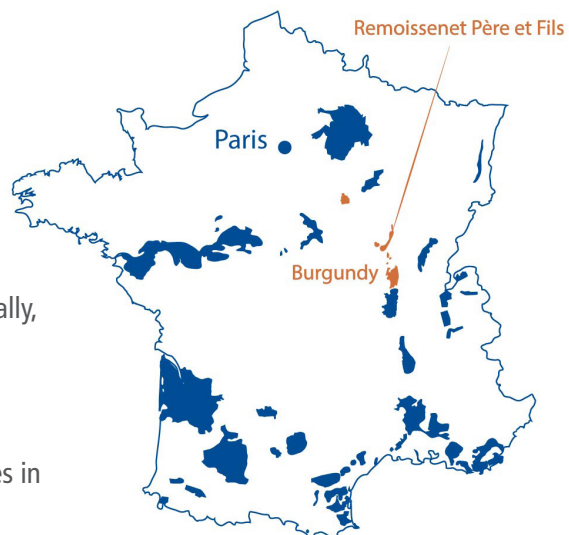 Remoissenet Père et Fils
Paris
Burgundy
ally,
es in